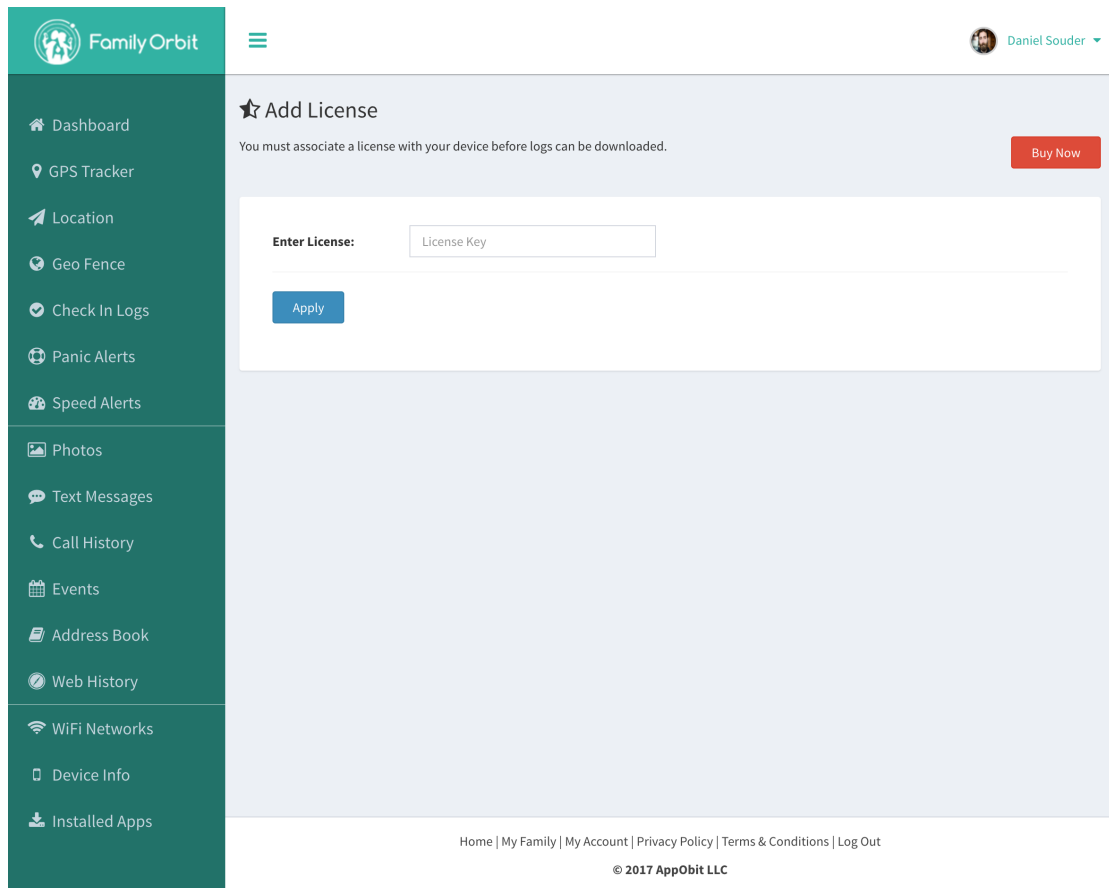 Family Orbit
Daniel Souder
Dashboard
GPS Tracker
Location
Geo Fence
Check In Logs
Panic Alerts
Speed Alerts
Photos
Text Messages
Call History
Events
Address Book
Web History
WiFi Networks
Device Info
Installed Apps
Add License
You must associate a license with your device before logs can be downloaded.
Buy Now
Enter License:
License Key
Apply
Home | My Family | My Account | Privacy Policy | Terms & Conditions | Log Out
© 2017 AppObit LLC